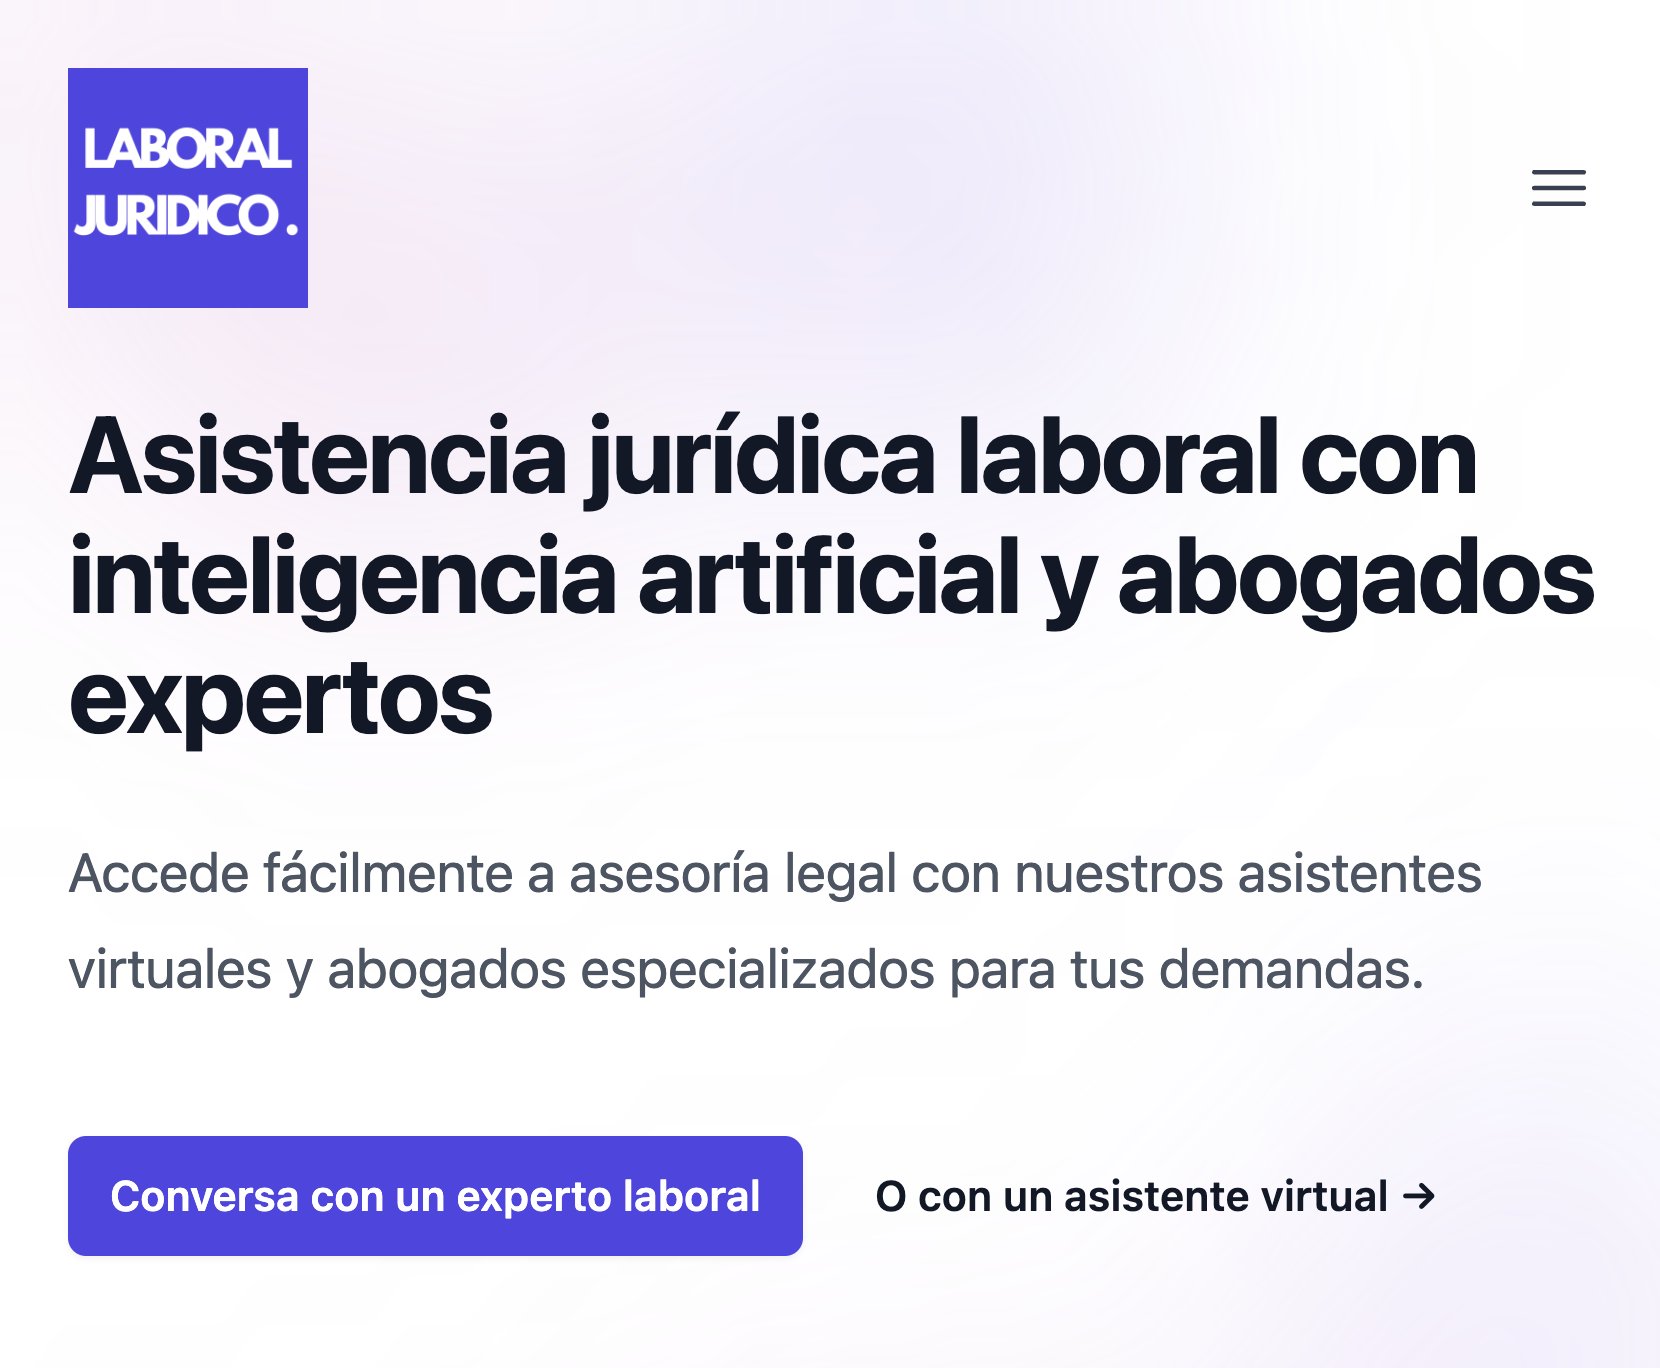 LABORAL
JURIDICO.
Asistencia jurídica laboral con
inteligencia artificial y abogados
expertos
Accede fácilmente a asesoría legal con nuestros asistentes
virtuales y abogados especializados para tus demandas.
Conversa con un experto laboral
O con un asistente virtual →